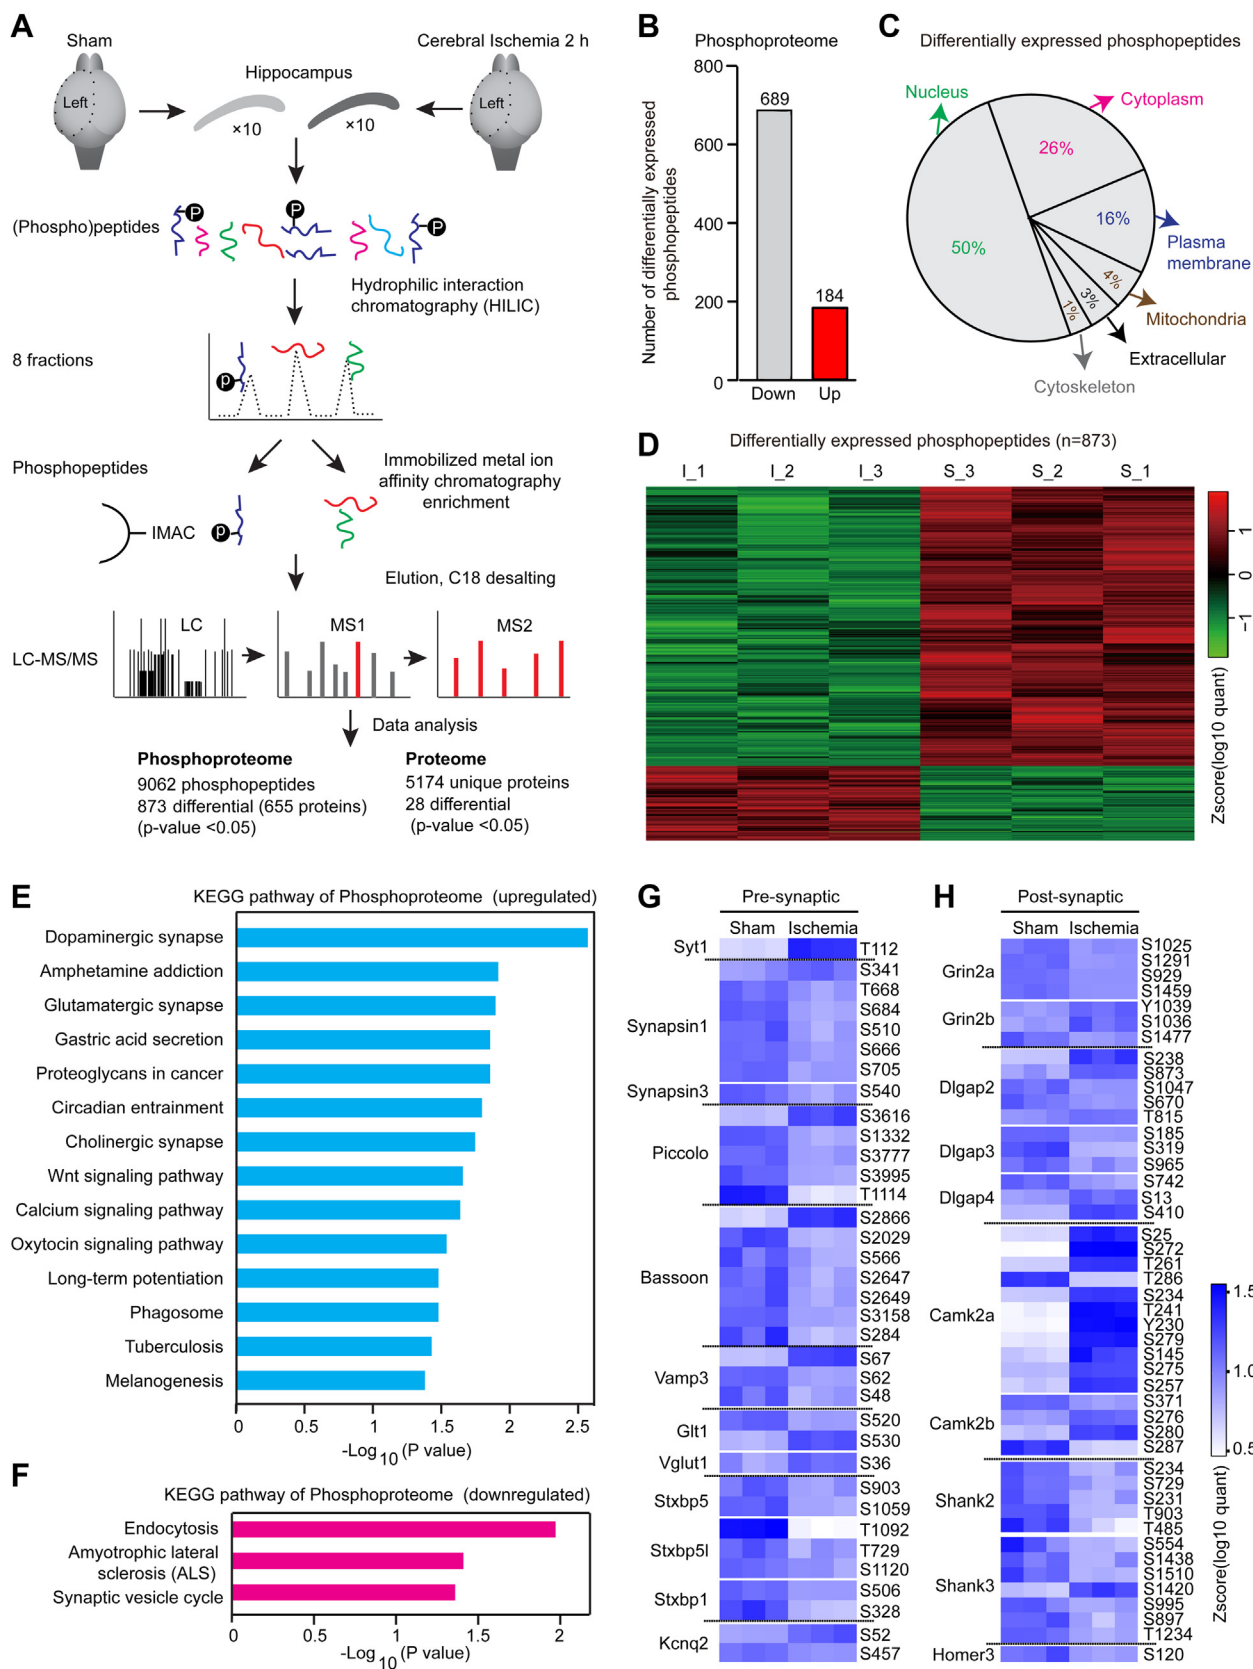 A
Sham
Cerebral Ischemia 2 h
Hippocampus
Left
Left
×10
×10
(Phospho)peptides
P
P
P
Hydrophilic interaction
chromatography (HILIC)
8 fractions
p
Phosphopeptides
Immobilized metal ion
affinity chromatography
enrichment
IMAC
p
Elution, C18 desalting
LC-MS/MS
LC
MS1
MS2
Data analysis
Phosphoproteome
9062 phosphopeptides
873 differential (655 proteins)
(p-value <0.05)
Proteome
5174 unique proteins
28 differential
(p-value <0.05)
B
Phosphoproteome
Number of differentially expressed
phosphopeptides
800
600
400
200
0
689
184
Down
Up
C
Differentially expressed phosphopeptides
Nucleus
Cytoplasm
26%
16%
50%
4%
3%
1%
Plasma
membrane
Mitochondria
Extracellular
Cytoskeleton
D
Differentially expressed phosphopeptides (n=873)
I_1 I_2 I_3 S_3 S_2 S_1
1
0
−1
Zscore(log10 quant)
E
KEGG pathway of Phosphoproteome (upregulated)
Dopaminergic synapse
Amphetamine addiction
Glutamatergic synapse
Gastric acid secretion
Proteoglycans in cancer
Circadian entrainment
Cholinergic synapse
Wnt signaling pathway
Calcium signaling pathway
Oxytocin signaling pathway
Long-term potentiation
Phagosome
Tuberculosis
Melanogenesis
0 0.5 1 1.5 2 2.5
-Log10 (P value)
F
KEGG pathway of Phosphoproteome (downregulated)
Endocytosis
Amyotrophic lateral
sclerosis (ALS)
Synaptic vesicle cycle
0 0.5 1 1.5 2
-Log10 (P value)
G
Pre-synaptic
Sham Ischemia
Syt1
T112
Synapsin1
S341
T668
S684
S510
S666
S705
Synapsin3
S540
Piccolo
S3616
S1332
S3777
S3995
T1114
Bassoon
S2866
S2029
S566
S2647
S2649
S3158
S284
Vamp3
S67
S62
S48
Glt1
S520
S530
Vglut1
S36
Stxbp5
S903
S1059
Stxbp5l
T1092
T729
S1120
Stxbp1
S506
S328
Kcnq2
S52
S457
H
Post-synaptic
Sham Ischemia
Grin2a
S1025
S1291
S929
S1459
Grin2b
Y1039
S1036
S1477
Dlgap2
S238
S873
S1047
S670
T815
Dlgap3
S185
S319
S965
Dlgap4
S742
S13
S410
Camk2a
S25
S272
T261
T286
S234
T241
Y230
S279
S145
S275
S257
Camk2b
S371
S276
S280
S287
Shank2
S234
S729
S231
T903
T485
Shank3
S554
S1438
S1510
S1420
S995
S897
T1234
Homer3
S120
1.5
1.0
0.5
Zscore(log10 quant)